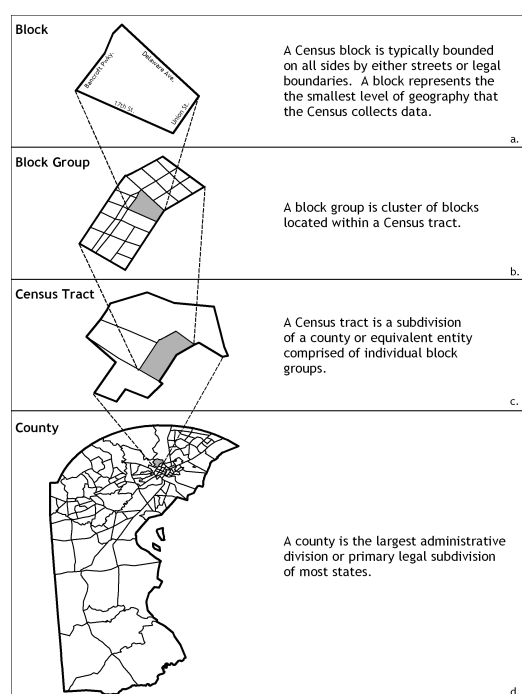 Block
Bancroft Pkwy.
Delaware Ave.
17th St.
Union St.
A Census block is typically bounded
on all sides by either streets or legal
boundaries. A block represents the
the smallest level of geography that
the Census collects data.
a.
Block Group
A block group is cluster of blocks
located within a Census tract.
b.
Census Tract
A Census tract is a subdivision
of a county or equivalent entity
comprised of individual block
groups.
c.
County
A county is the largest administrative
division or primary legal subdivision
of most states.
d.